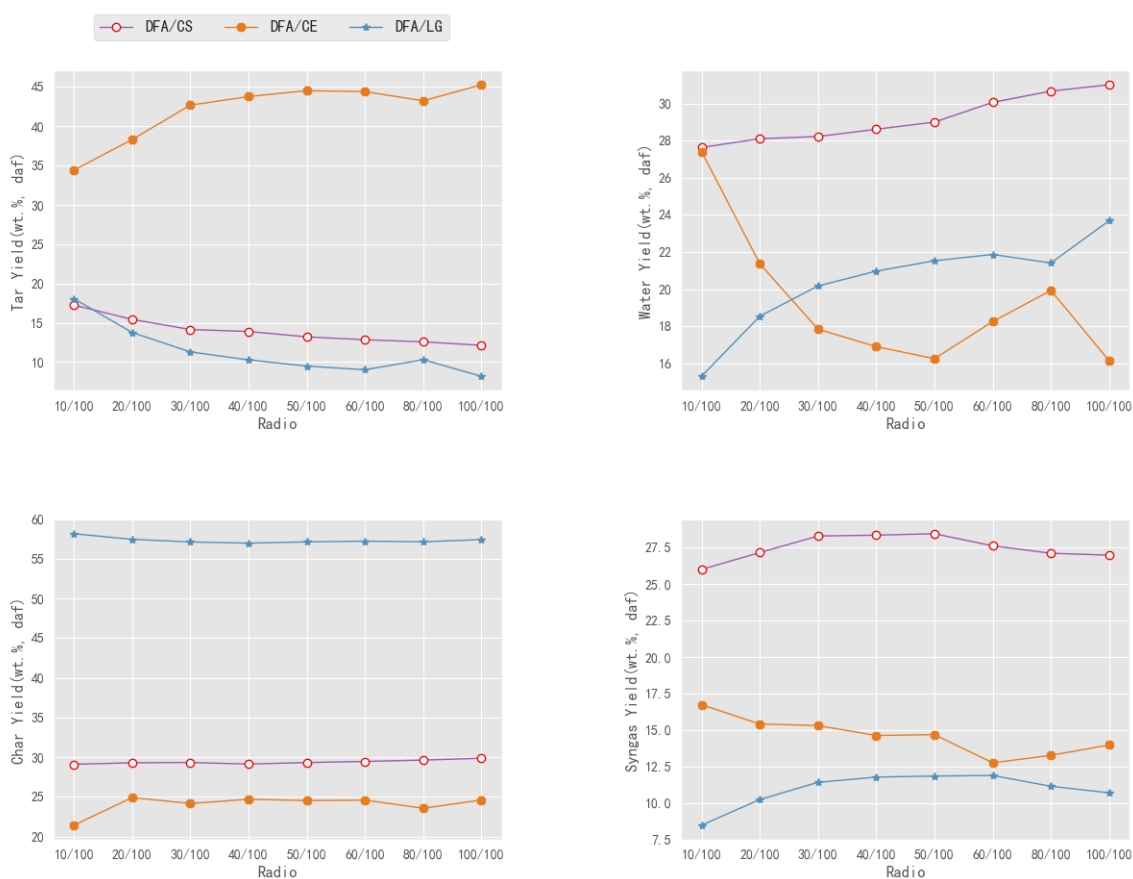 DFA/CS DFA/CE DFA/LG
Tar Yield(wt.%, daf)
45
40
35
30
25
20
15
10
10/100 20/100 30/100 40/100 50/100 60/100 80/100 100/100
Radio
Water Yield(wt.%, daf)
30
28
26
24
22
20
18
16
10/100 20/100 30/100 40/100 50/100 60/100 80/100 100/100
Radio
Char Yield(wt.%, daf)
60
55
50
45
40
35
30
25
20
10/100 20/100 30/100 40/100 50/100 60/100 80/100 100/100
Radio
Syngas Yield(wt.%, daf)
27.5
25.0
22.5
20.0
17.5
15.0
12.5
10.0
7.5
10/100 20/100 30/100 40/100 50/100 60/100 80/100 100/100
Radio